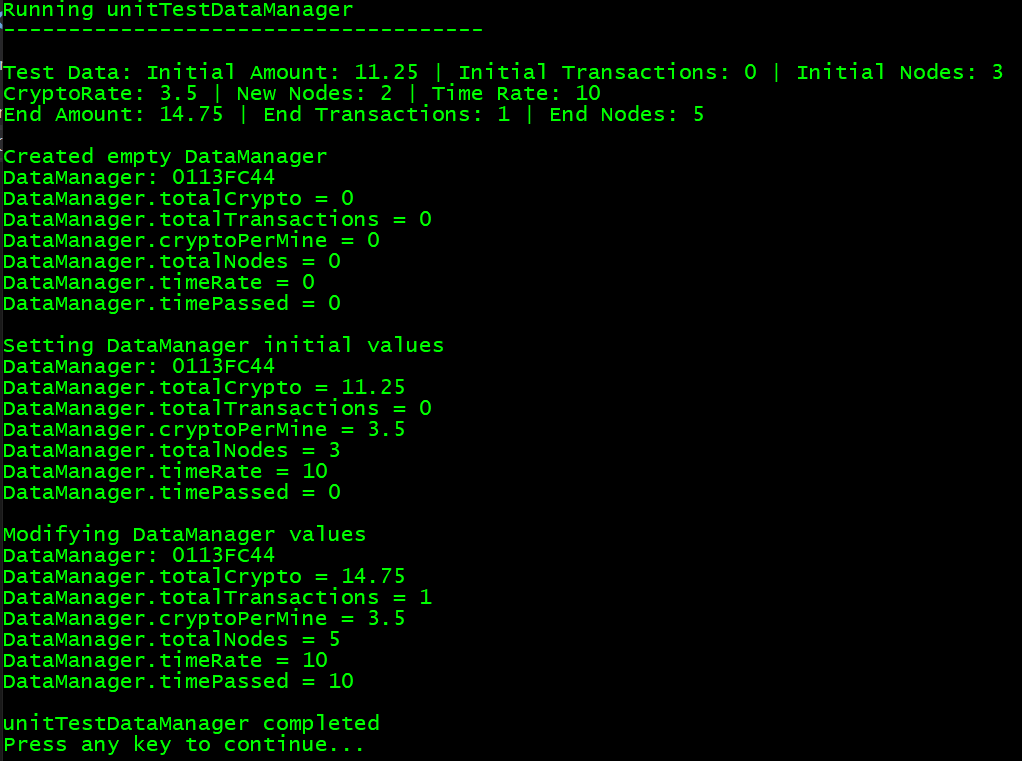 Running unitTestDataManager
-------------------------------------
Test Data: Initial Amount: 11.25 | Initial Transactions: 0 | Initial Nodes: 3
CryptoRate: 3.5 | New Nodes: 2 | Time Rate: 10
End Amount: 14.75 | End Transactions: 1 | End Nodes: 5
Created empty DataManager
DataManager: 0113FC44
DataManager.totalCrypto = 0
DataManager.totalTransactions = 0
DataManager.cryptoPerMine = 0
DataManager.totalNodes = 0
DataManager.timeRate = 0
DataManager.timePassed = 0
Setting DataManager initial values
DataManager: 0113FC44
DataManager.totalCrypto = 11.25
DataManager.totalTransactions = 0
DataManager.cryptoPerMine = 3.5
DataManager.totalNodes = 3
DataManager.timeRate = 10
DataManager.timePassed = 0
Modifying DataManager values
DataManager: 0113FC44
DataManager.totalCrypto = 14.75
DataManager.totalTransactions = 1
DataManager.cryptoPerMine = 3.5
DataManager.totalNodes = 5
DataManager.timeRate = 10
DataManager.timePassed = 10
unitTestDataManager completed
Press any key to continue...